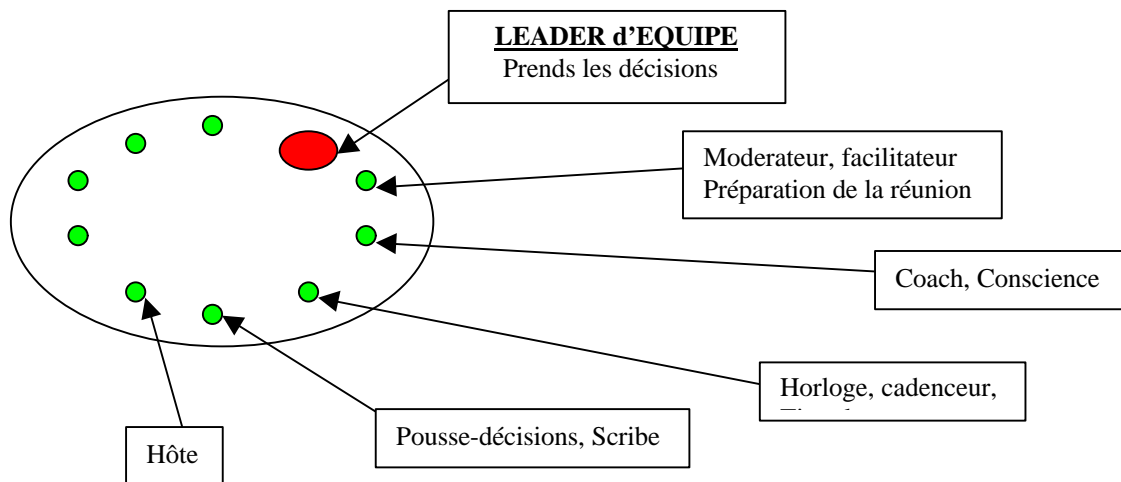 LEADER d’EQUIPE
Prends les décisions
Moderateur, facilitateur
Préparation de la réunion
Coach, Conscience
Horloge, cadenceur,
Pousse-décisions, Scribe
Hôte